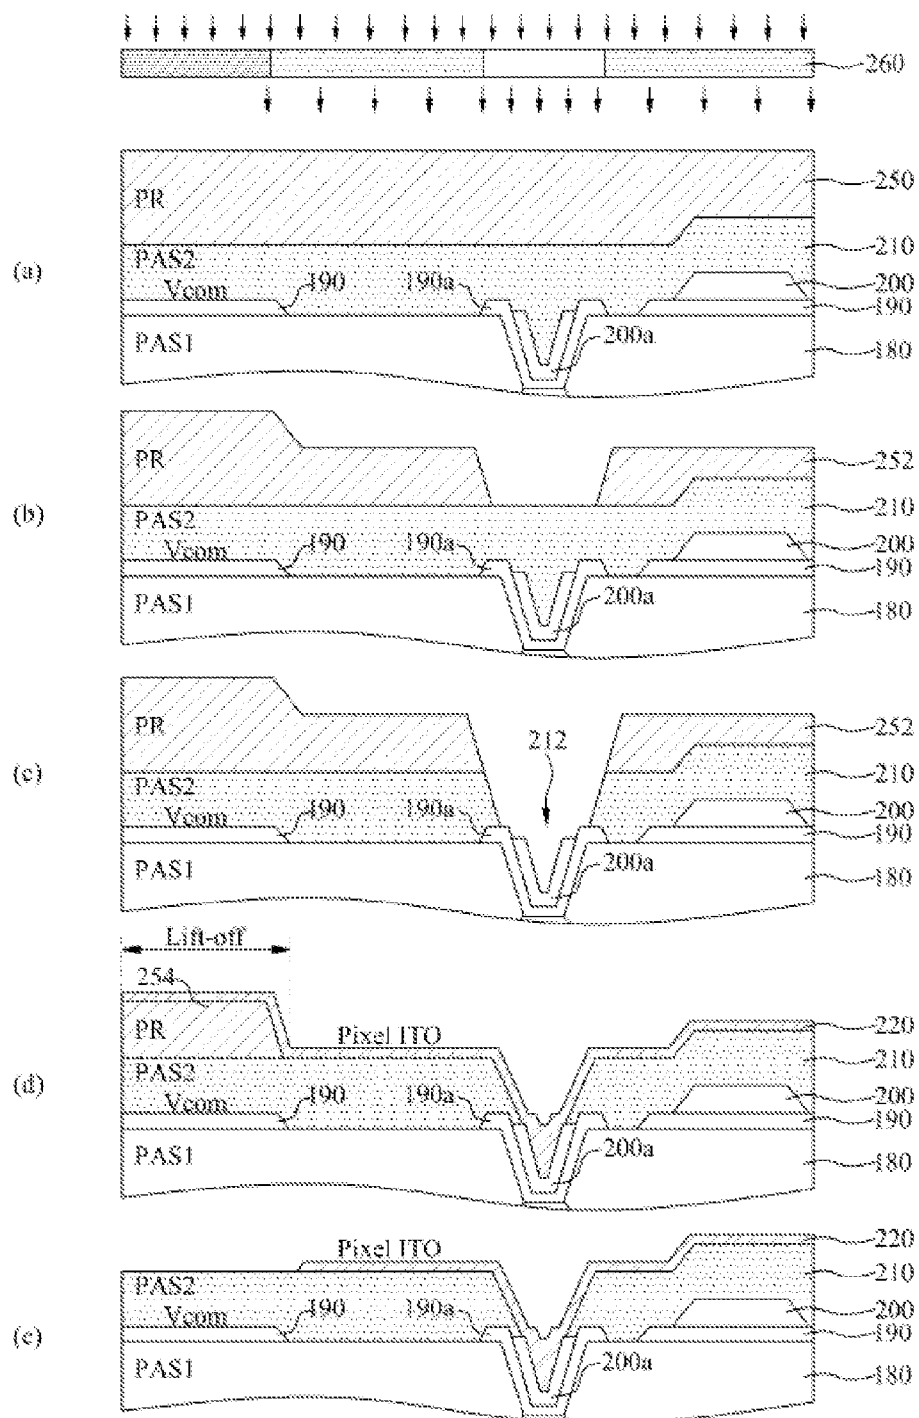 260
PR
250
PAS2
210
(a)
Vcom
190
190a
200
190
PAS1
200a
180
PR
252
(b)
PAS2
210
Vcom
190
190a
200
190
PAS1
200a
180
PR
212
252
(c)
PAS2
210
Vcom
190
190a
200
190
PAS1
200a
180
Lift-off
254
PR
Pixel ITO
220
(d)
PAS2
210
Vcom
190
190a
200
190
PAS1
200a
180
Pixel ITO
220
PAS2
210
(e)
Vcom
190
190a
200
190
PAS1
200a
180